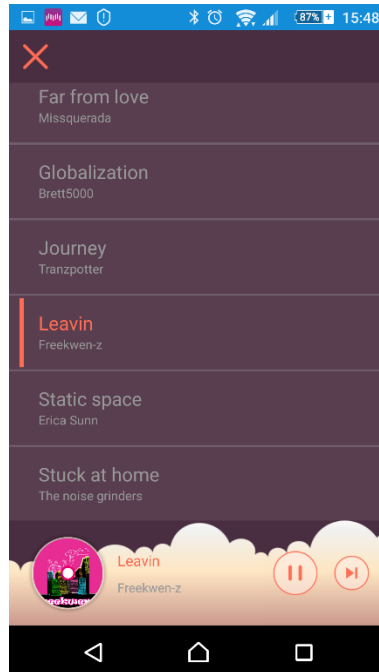 87%
15:48
Far from love
Missquerada
Globalization
Brett5000
Journey
Tranzpotter
Leavin
Freekwen-z
Static space
Erica Sunn
Stuck at home
The noise grinders
Leavin
Freekwen-z